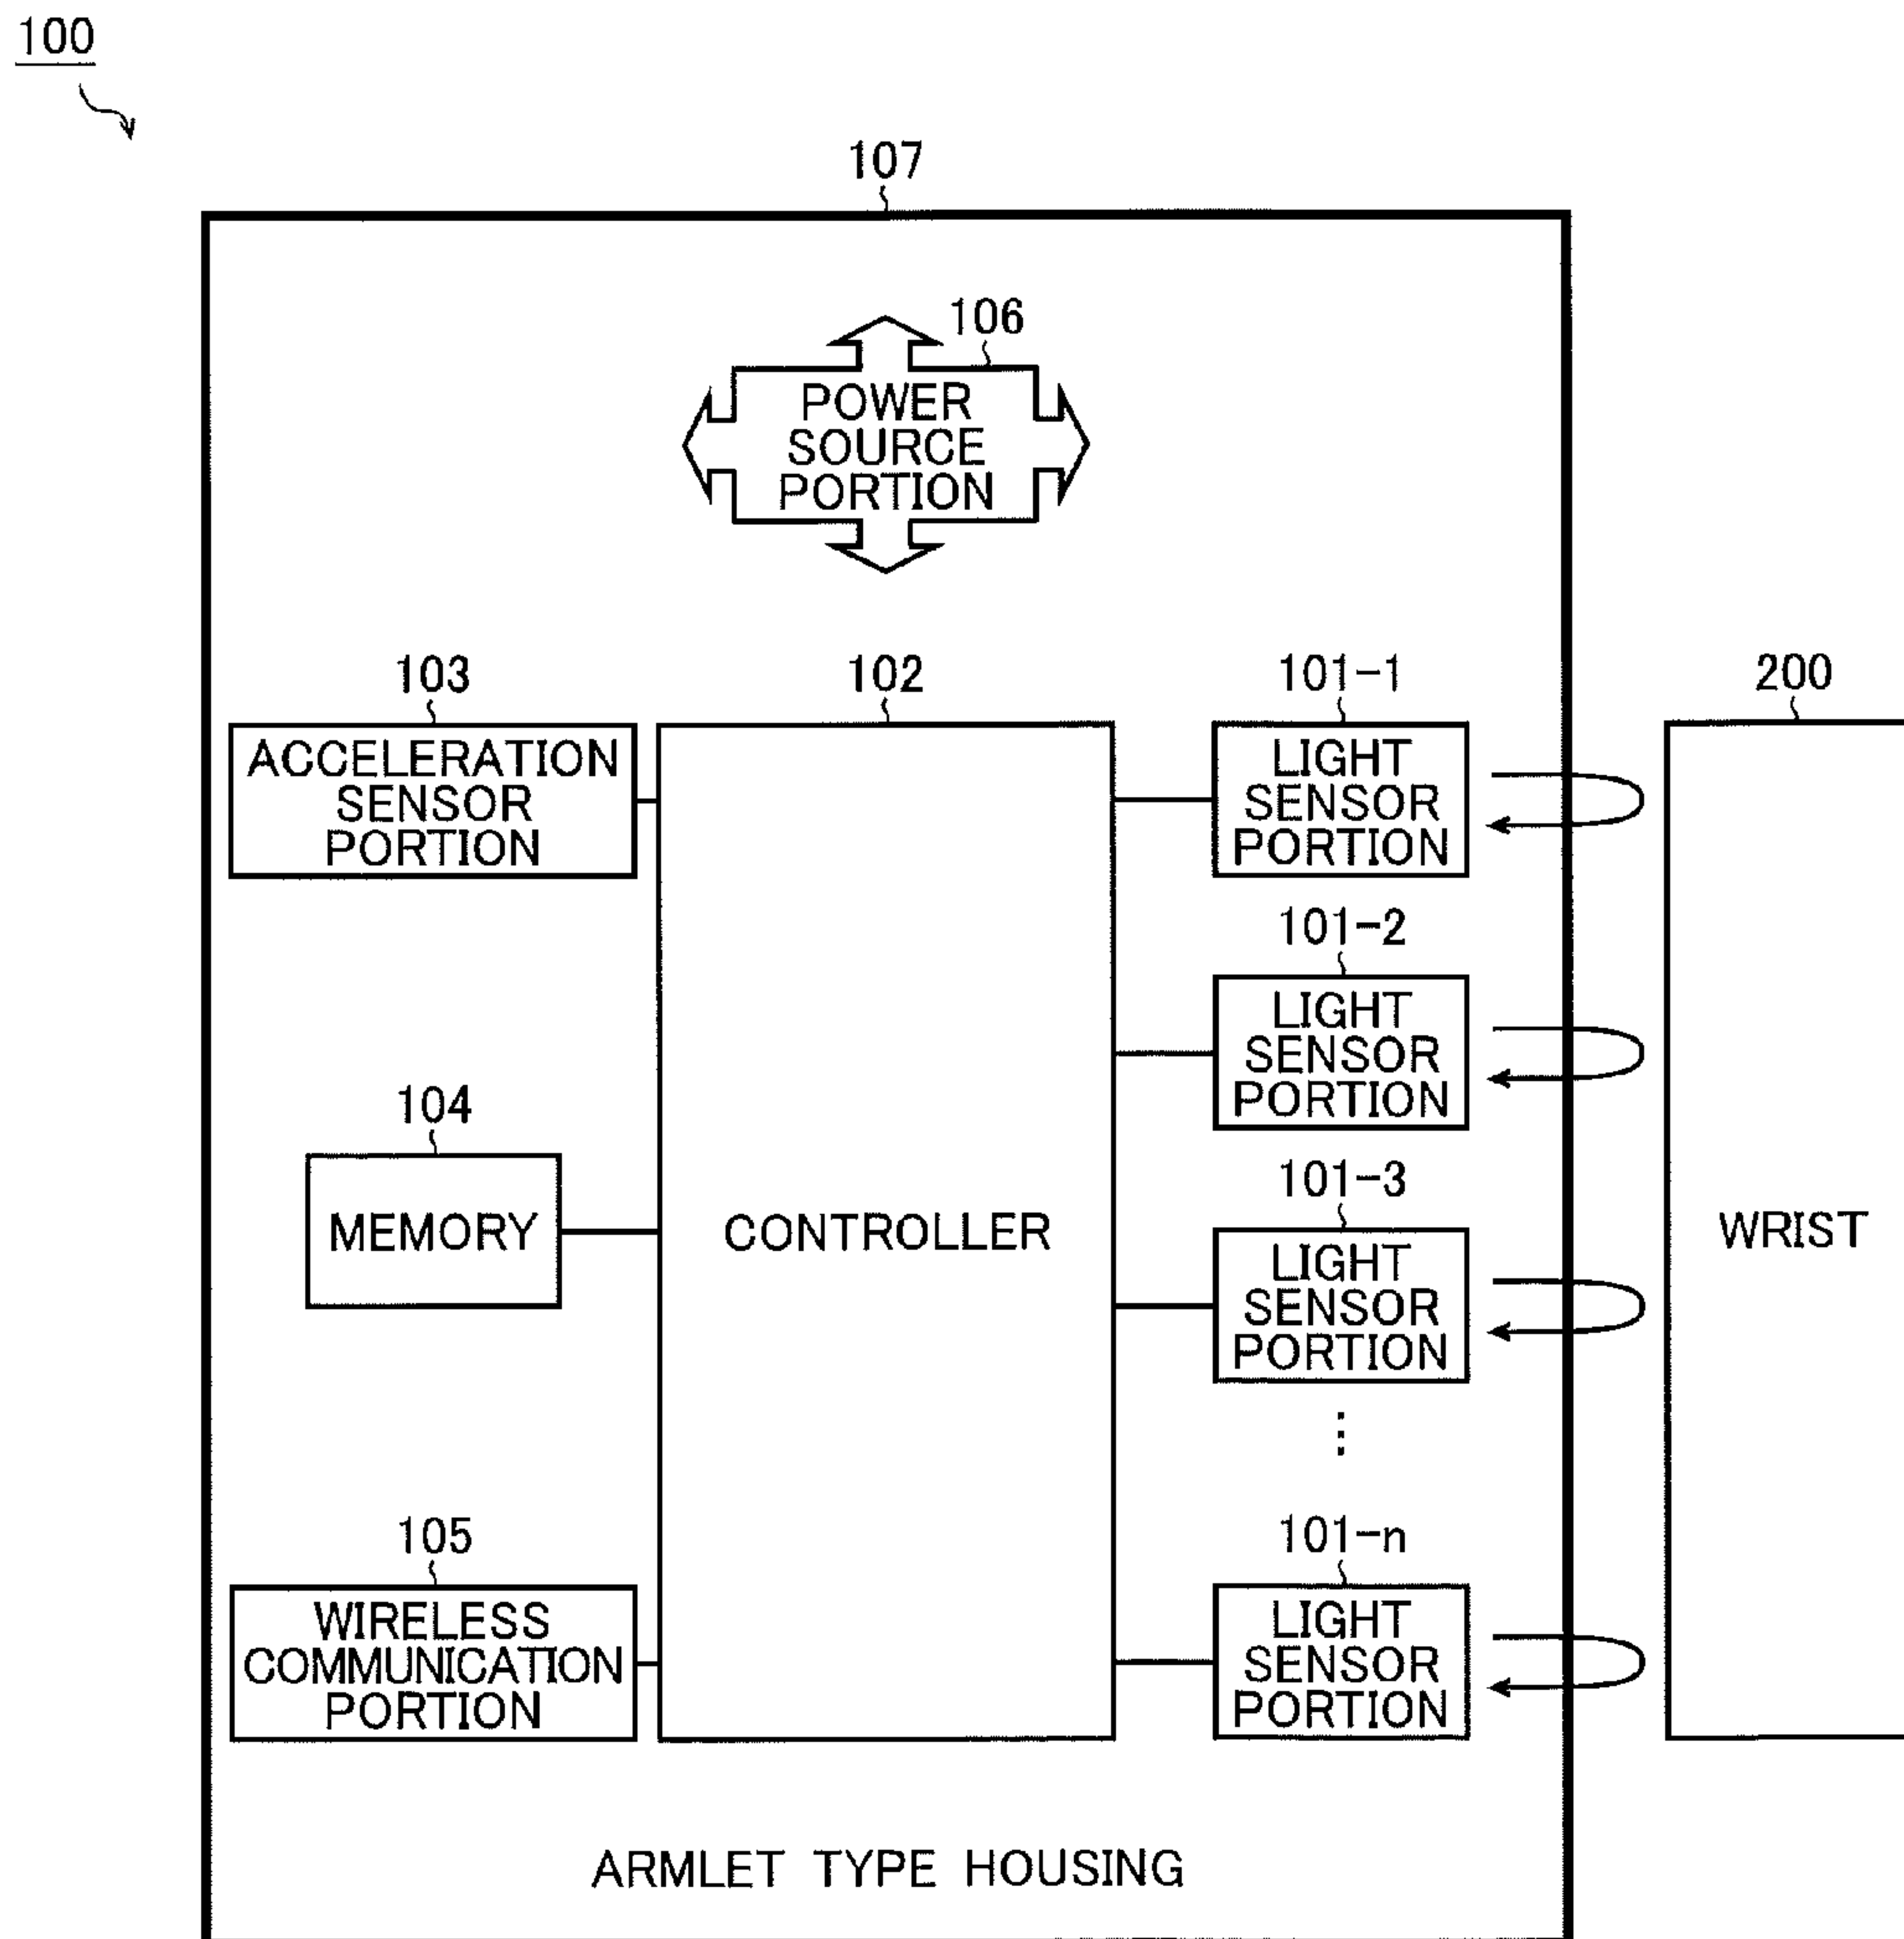 100
107
106
POWER
SOURCE
PORTION
103
ACCELERATION
SENSOR
PORTION
102
CONTROLLER
101-1
LIGHT
SENSOR
PORTION
200
WRIST
101-2
LIGHT
SENSOR
PORTION
104
MEMORY
101-3
LIGHT
SENSOR
PORTION
⋮
105
WIRELESS
COMMUNICATION
PORTION
101-n
LIGHT
SENSOR
PORTION
ARMLET TYPE HOUSING